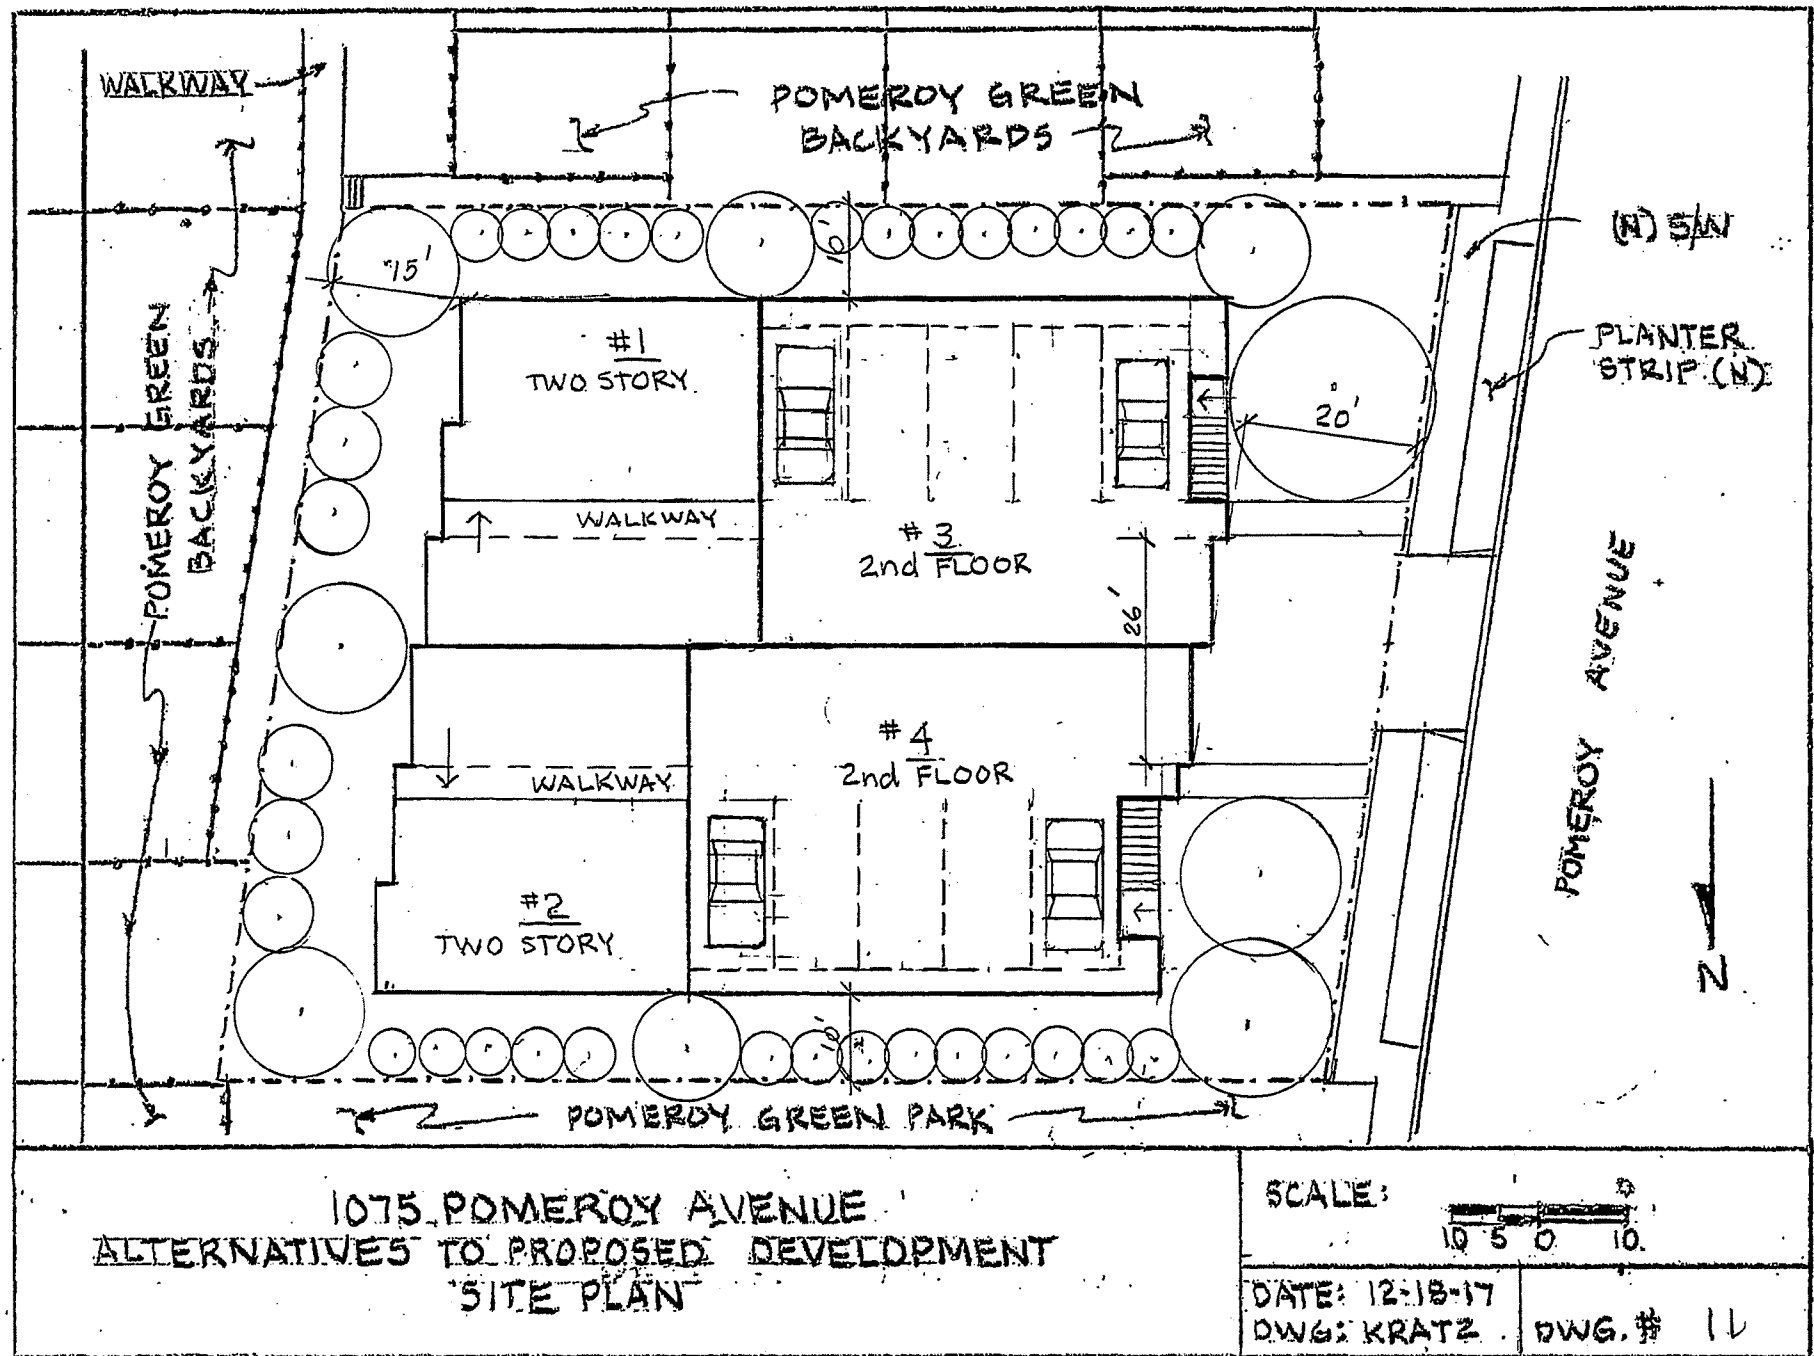 WALKWAY
POMEROY GREEN
BACKYARDS
(N) S/W
15'
10'
PLANTER
STRIP (N)
#1
TWO STORY
20'
POMEROY GREEN
BACKYARDS
WALKWAY
#3
2nd FLOOR
26'
POMEROY AVENUE
#4
2nd FLOOR
WALKWAY
#2
TWO STORY
N
10'
POMEROY GREEN PARK
1075 POMEROY AVENUE
ALTERNATIVES TO PROPOSED DEVELOPMENT
SITE PLAN
SCALE:
10 5 0 10
DATE: 12-18-17
DWG: KRATZ
DWG. #